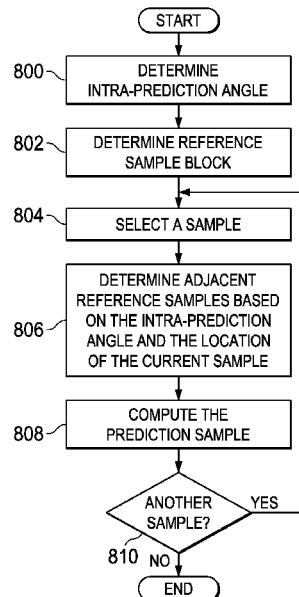 START
800
DETERMINE
INTRA-PREDICTION ANGLE
802
DETERMINE REFERENCE
SAMPLE BLOCK
804
SELECT A SAMPLE
806
DETERMINE ADJACENT
REFERENCE SAMPLES BASED
ON THE INTRA-PREDICTION
ANGLE AND THE LOCATION
OF THE CURRENT SAMPLE
808
COMPUTE THE
PREDICTION SAMPLE
ANOTHER
SAMPLE?
YES
810
NO
END